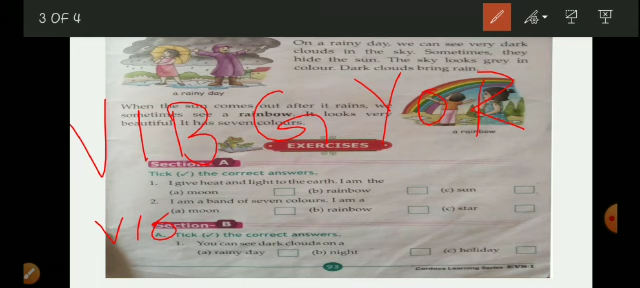 3 OF 4
On a rainy day, we can see very dark
clouds in the sky. Sometimes, they
hide the sun. The sky looks grey in
colour. Dark clouds bring rain.
a rainy day
When the sun comes out after it rains, we
sometimes see a rainbow. It looks very
beautiful. It has seven colours.
a rainbow
V I B G Y O R
EXERCISES
Section- A
Tick (✓) the correct answers.
1. I give heat and light to the earth. I am the
(a) moon (b) rainbow (c) sun
2. I am a band of seven colours. I am a
(a) moon (b) rainbow (c) star
V I O
Section- B
A. Tick (✓) the correct answers.
1. You can see dark clouds on a
(a) rainy day (b) night (c) holiday
93
Cordova Learning Series EVS-1